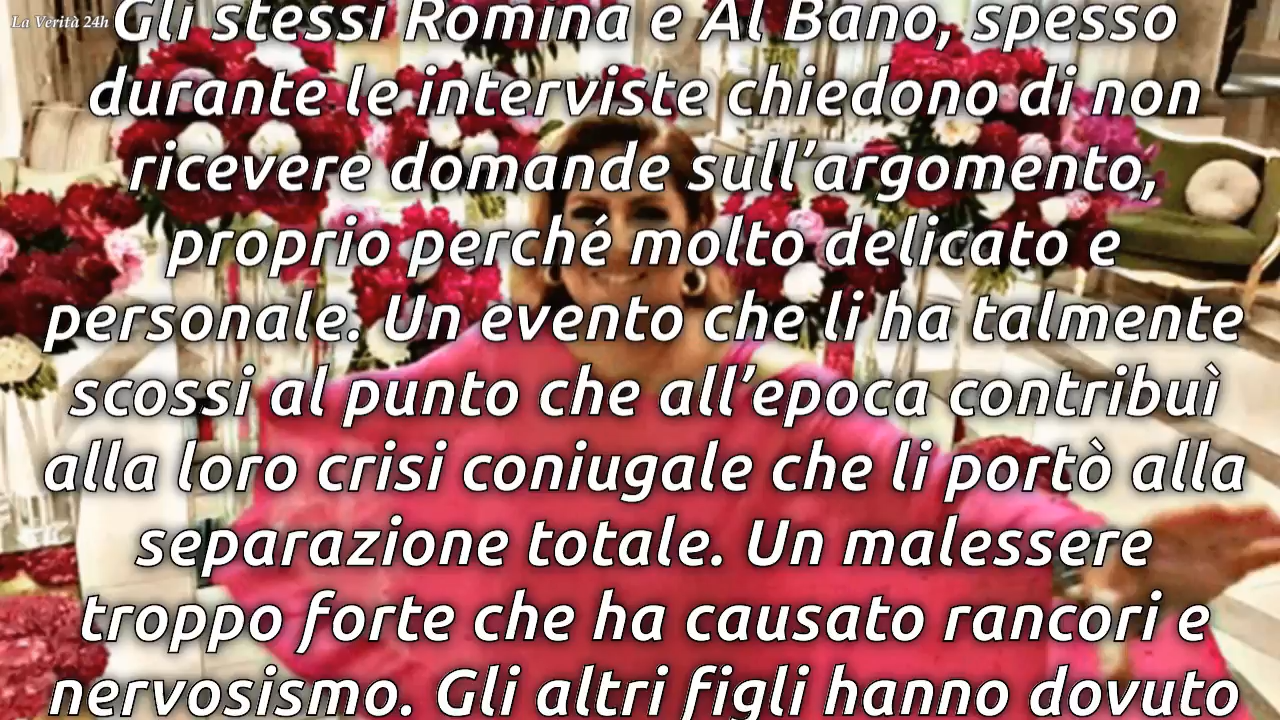 La Verità 24h
Gli stessi Romina e Al Bano, spesso
durante le interviste chiedono di non
ricevere domande sull’argomento,
proprio perché molto delicato e
personale. Un evento che li ha talmente
scossi al punto che all’epoca contribuì
alla loro crisi coniugale che li portò alla
separazione totale. Un malessere
troppo forte che ha causato rancori e
nervosismo. Gli altri figli hanno dovuto